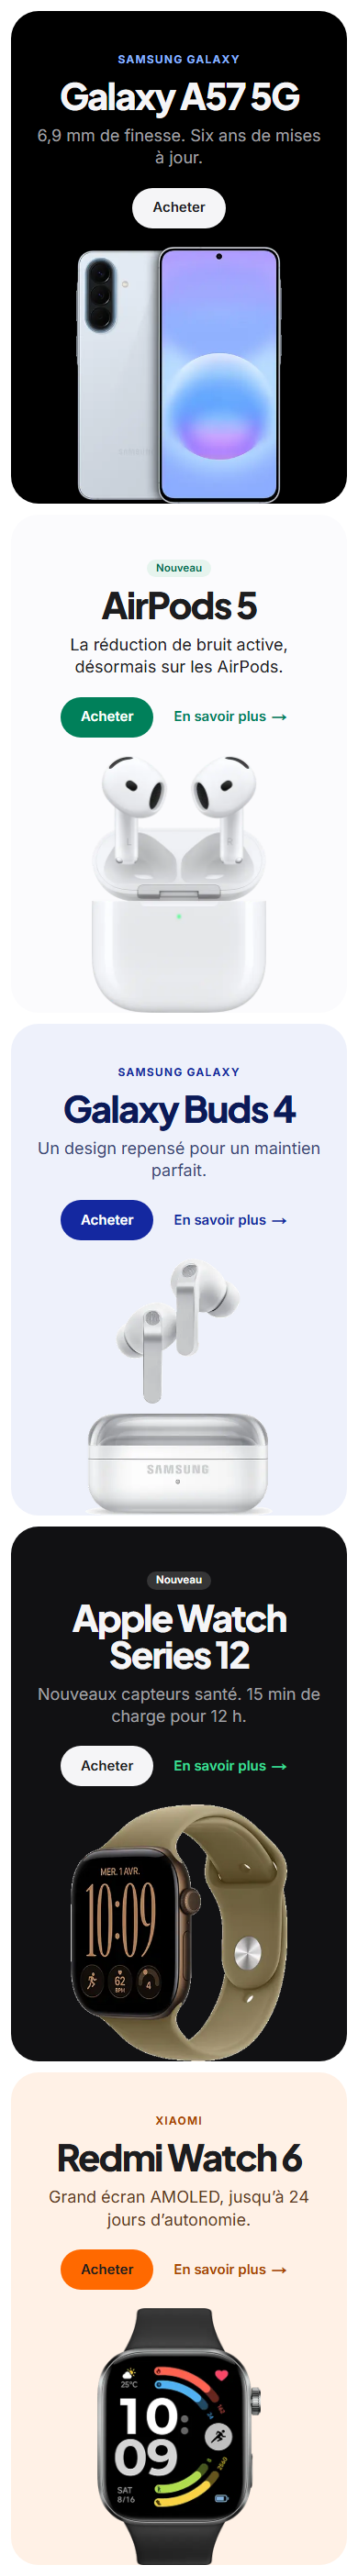 SAMSUNG GALAXY
Galaxy A57 5G
6,9 mm de finesse. Six ans de mises
à jour.
Acheter
Nouveau
AirPods 5
La réduction de bruit active,
désormais sur les AirPods.
Acheter
En savoir plus →
SAMSUNG GALAXY
Galaxy Buds 4
Un design repensé pour un maintien
parfait.
Acheter
En savoir plus →
SAMSUNG
Nouveau
Apple Watch
Series 12
Nouveaux capteurs santé. 15 min de
charge pour 12 h.
Acheter
En savoir plus →
MER. 1 AVR.
10:09
62
BPM
4
XIAOMI
Redmi Watch 6
Grand écran AMOLED, jusqu’à 24
jours d’autonomie.
Acheter
En savoir plus →
25°C
10:
09
SAT
8/16